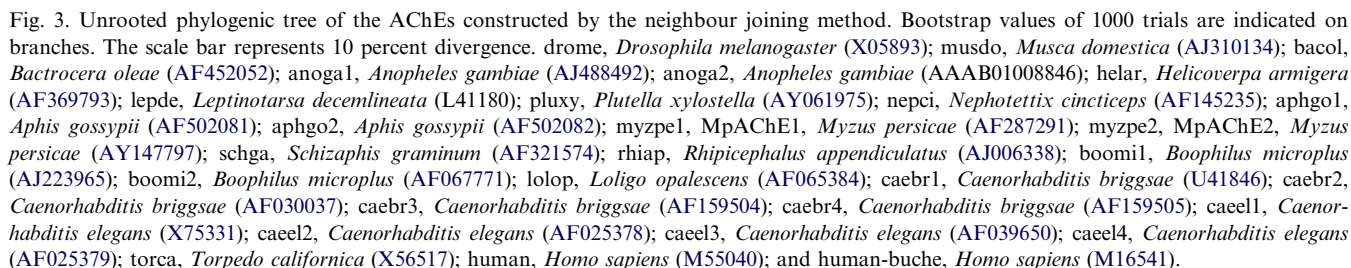 Fig. 3. Unrooted phylogenic tree of the AChEs constructed by the neighbour joining method. Bootstrap values of 1000 trials are indicated on
branches. The scale bar represents 10 percent divergence. drome, Drosophila melanogaster (X05893); musdo, Musca domestica (AJ310134); bacol,
Bactrocera oleae (AF452052); anoga1, Anopheles gambiae (AJ488492); anoga2, Anopheles gambiae (AAAB01008846); helar, Helicoverpa armigera
(AF369793); lepde, Leptinotarsa decemlineata (L41180); pluxy, Plutella xylostella (AY061975); nepci, Nephotettix cincticeps (AF145235); aphgo1,
Aphis gossypii (AF502081); aphgo2, Aphis gossypii (AF502082); myzpe1, MpAChE1, Myzus persicae (AF287291); myzpe2, MpAChE2, Myzus
persicae (AY147797); schga, Schizaphis graminum (AF321574); rhiap, Rhipicephalus appendiculatus (AJ006338); boomi1, Boophilus microplus
(AJ223965); boomi2, Boophilus microplus (AF067771); lolop, Loligo opalescens (AF065384); caebr1, Caenorhabditis briggsae (U41846); caebr2,
Caenorhabditis briggsae (AF030037); caebr3, Caenorhabditis briggsae (AF159504); caebr4, Caenorhabditis briggsae (AF159505); caeel1, Caenor-
habditis elegans (X75331); caeel2, Caenorhabditis elegans (AF025378); caeel3, Caenorhabditis elegans (AF039650); caeel4, Caenorhabditis elegans
(AF025379); torca, Torpedo californica (X56517); human, Homo sapiens (M55040); and human-buche, Homo sapiens (M16541).